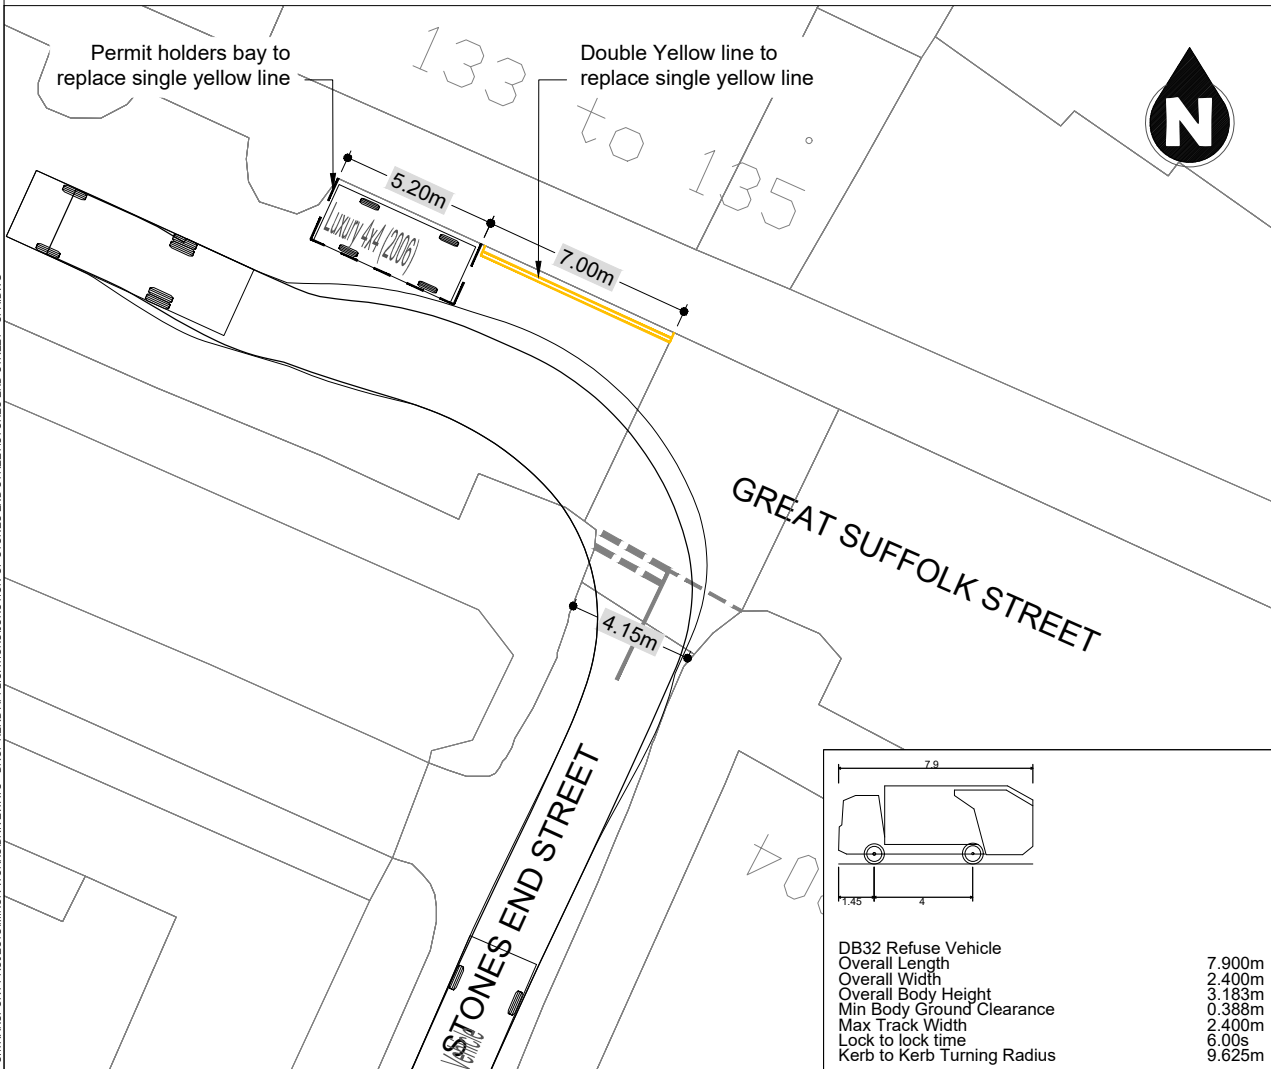 Permit holders bay to
replace single yellow line
Double Yellow line to
replace single yellow line
133
to
135
N
5.20m
Luxury 4x4 (2006)
7.00m
GREAT SUFFOLK STREET
4.15m
STONES END STREET
Vehicle
04
7.9
1.45
4
DB32 Refuse Vehicle
Overall Length 7.900m
Overall Width 2.400m
Overall Body Height 3.183m
Min Body Ground Clearance 0.388m
Max Track Width 2.400m
Lock to lock time 6.00s
Kerb to Kerb Turning Radius 9.625m